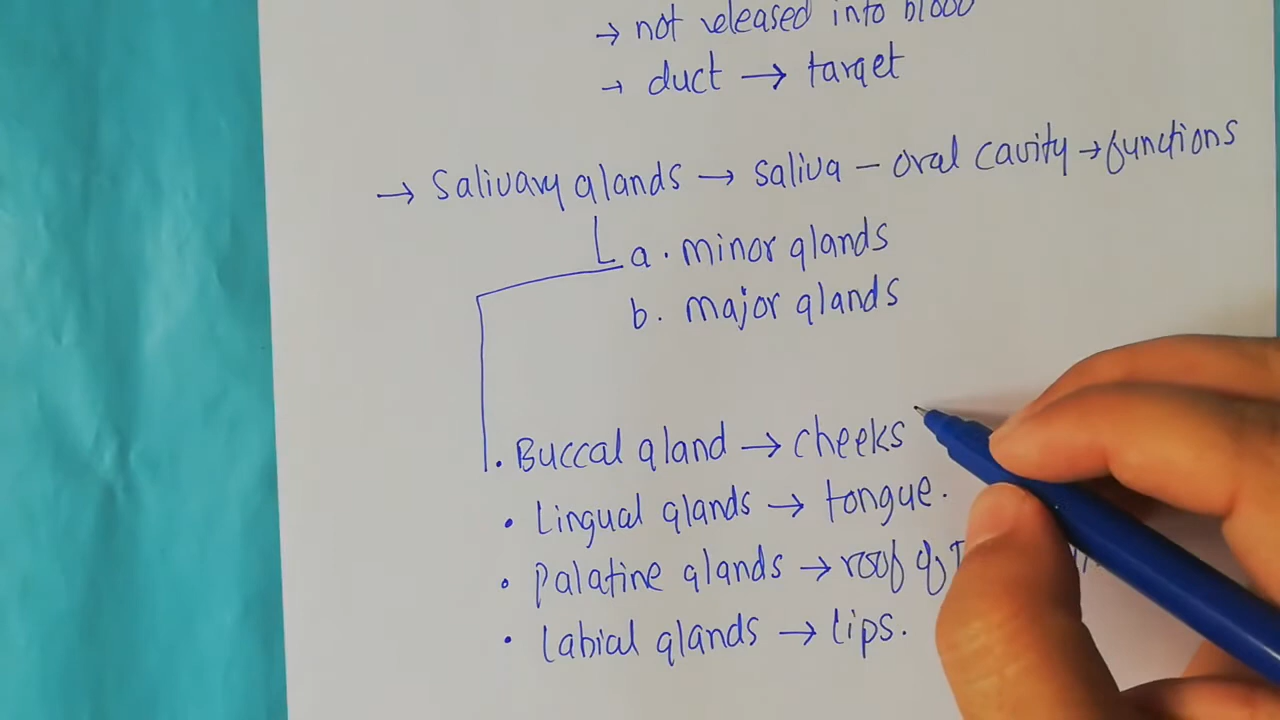 → not released into blood
→ duct → target
→ Salivary glands → saliva – oral cavity → functions
a. minor glands
b. major glands
. Buccal gland → cheeks
• Lingual glands → tongue.
• Palatine glands → roof of
• Labial glands → lips.